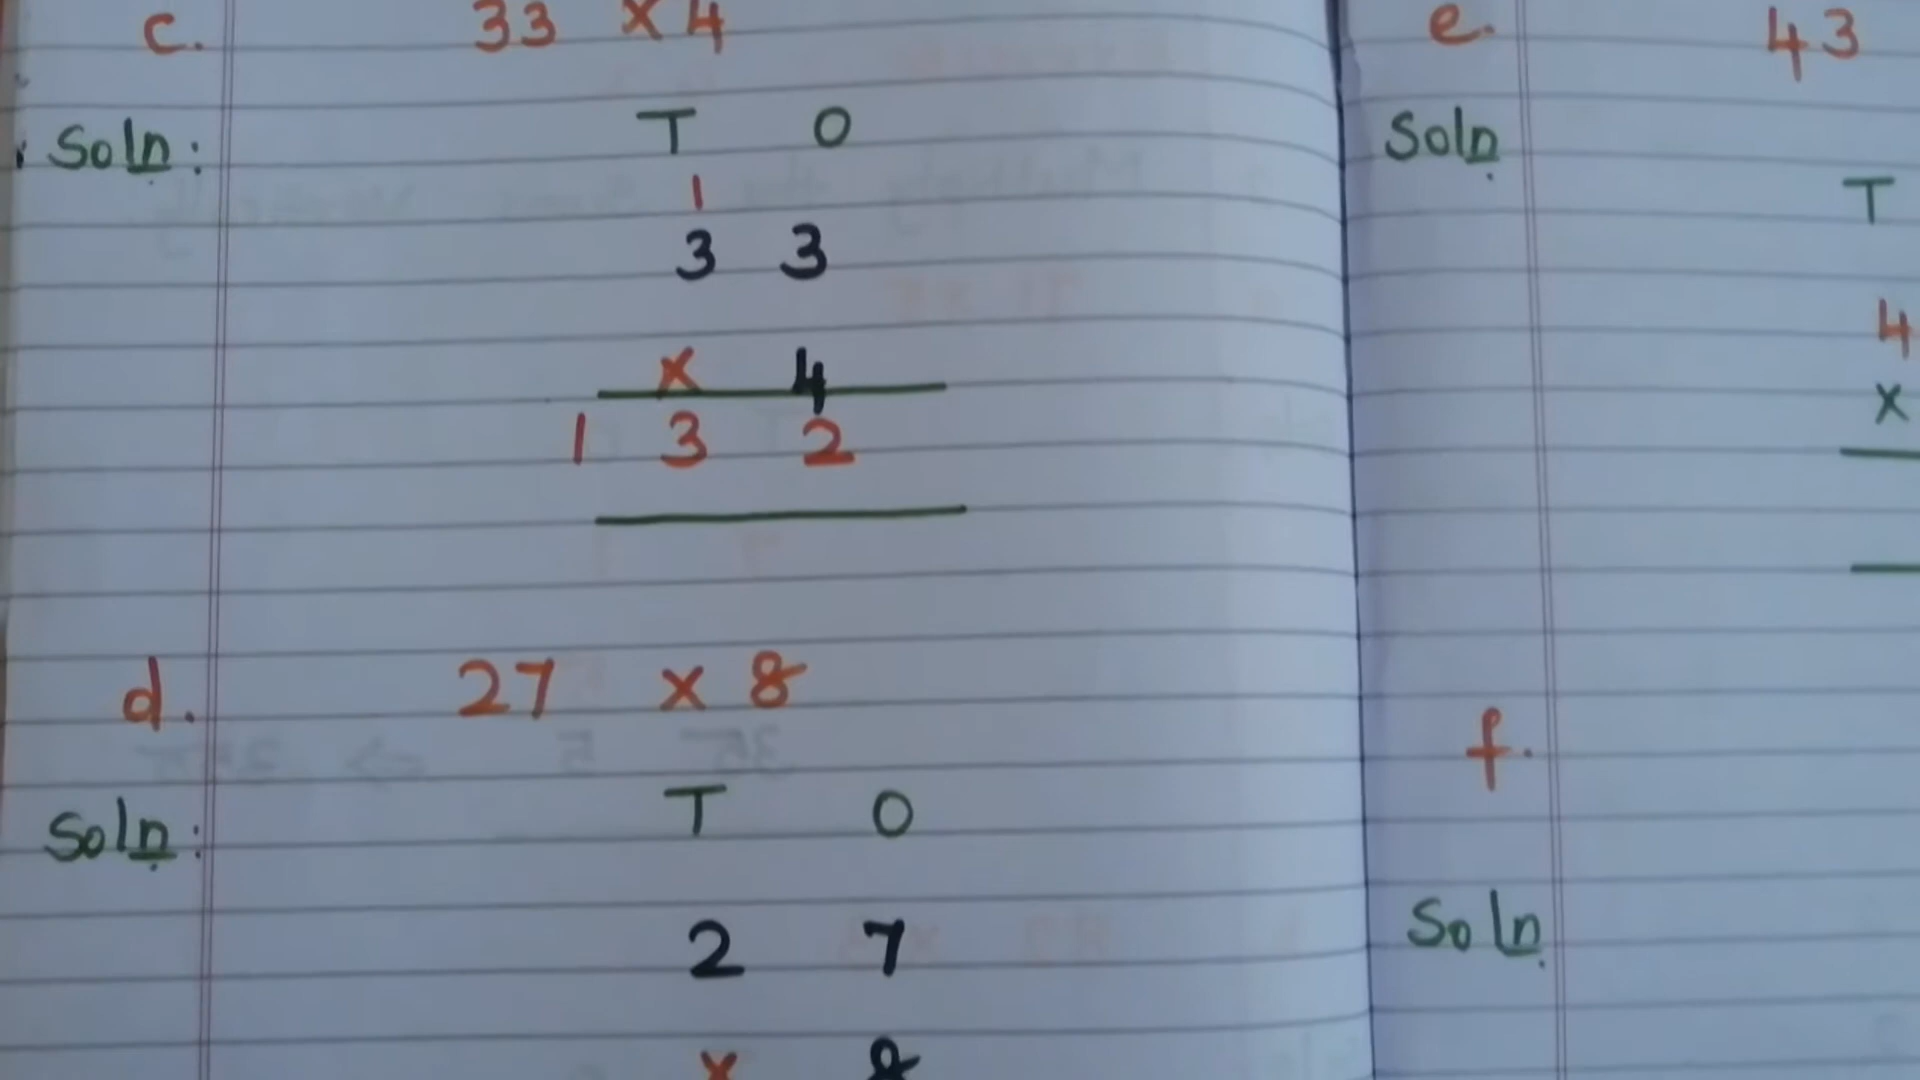 c. 33 x 4
Soln:
T O
1
3 3
x 4
1 3 2
d. 27 x 8
Soln:
T O
2 7
x 8
e. 43
Soln
T
4
x
f.
Soln